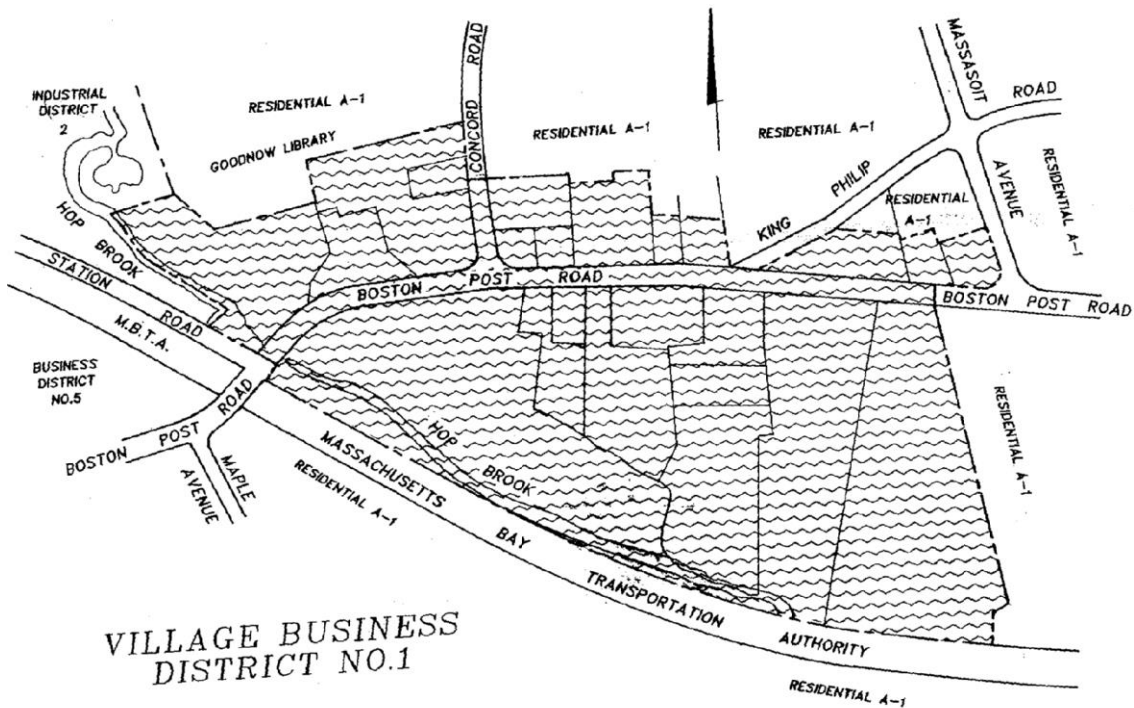 MASSASOIT
ROAD
INDUSTRIAL
DISTRICT
2
RESIDENTIAL A-1
GOODNOW LIBRARY
CONCORD ROAD
RESIDENTIAL A-1
RESIDENTIAL A-1
KING PHILIP
RESIDENTIAL
A-1
AVENUE
RESIDENTIAL A-1
HOP BROOK
STATION ROAD
M.B.T.A.
BOSTON POST ROAD
BOSTON POST ROAD
BUSINESS
DISTRICT
NO.5
BOSTON POST ROAD
MAPLE
AVENUE
HOP BROOK
MASSACHUSETTS BAY TRANSPORTATION AUTHORITY
RESIDENTIAL A-1
RESIDENTIAL A-1
RESIDENTIAL A-1
VILLAGE BUSINESS
DISTRICT NO.1